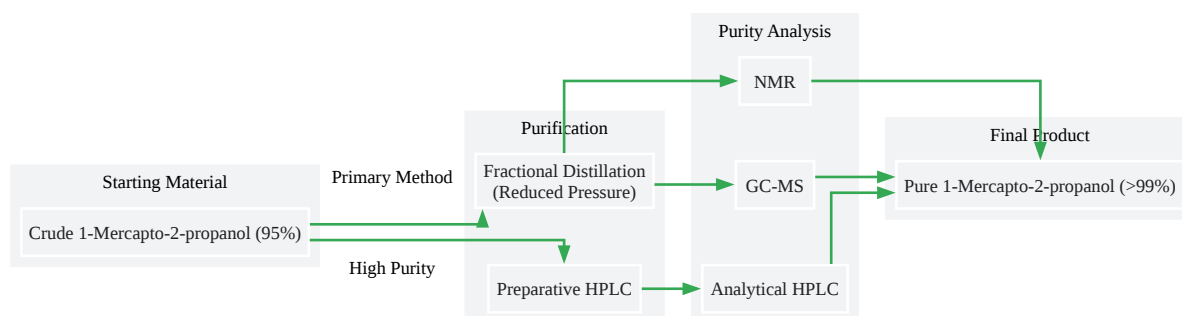 Starting Material
Crude 1-Mercapto-2-propanol (95%)
Primary Method
High Purity
Purification
Fractional Distillation
(Reduced Pressure)
Preparative HPLC
Purity Analysis
NMR
GC-MS
Analytical HPLC
Final Product
Pure 1-Mercapto-2-propanol (>99%)